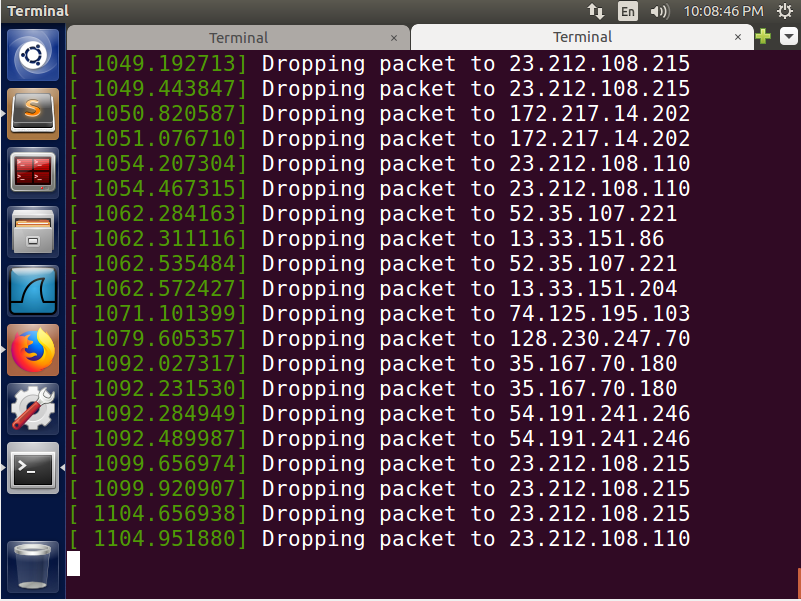 Terminal En 10:08:46 PM
Terminal × Terminal ×
[ 1049.192713] Dropping packet to 23.212.108.215
[ 1049.443847] Dropping packet to 23.212.108.215
[ 1050.820587] Dropping packet to 172.217.14.202
[ 1051.076710] Dropping packet to 172.217.14.202
[ 1054.207304] Dropping packet to 23.212.108.110
[ 1054.467315] Dropping packet to 23.212.108.110
[ 1062.284163] Dropping packet to 52.35.107.221
[ 1062.311116] Dropping packet to 13.33.151.86
[ 1062.535484] Dropping packet to 52.35.107.221
[ 1062.572427] Dropping packet to 13.33.151.204
[ 1071.101399] Dropping packet to 74.125.195.103
[ 1079.605357] Dropping packet to 128.230.247.70
[ 1092.027317] Dropping packet to 35.167.70.180
[ 1092.231530] Dropping packet to 35.167.70.180
[ 1092.284949] Dropping packet to 54.191.241.246
[ 1092.489987] Dropping packet to 54.191.241.246
[ 1099.656974] Dropping packet to 23.212.108.215
[ 1099.920907] Dropping packet to 23.212.108.215
[ 1104.656938] Dropping packet to 23.212.108.215
[ 1104.951880] Dropping packet to 23.212.108.110